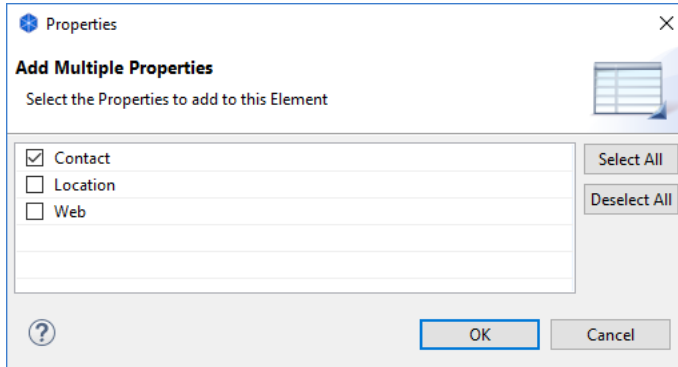 Properties
Add Multiple Properties
Select the Properties to add to this Element
Contact
Location
Web
Select All
Deselect All
?
OK
Cancel